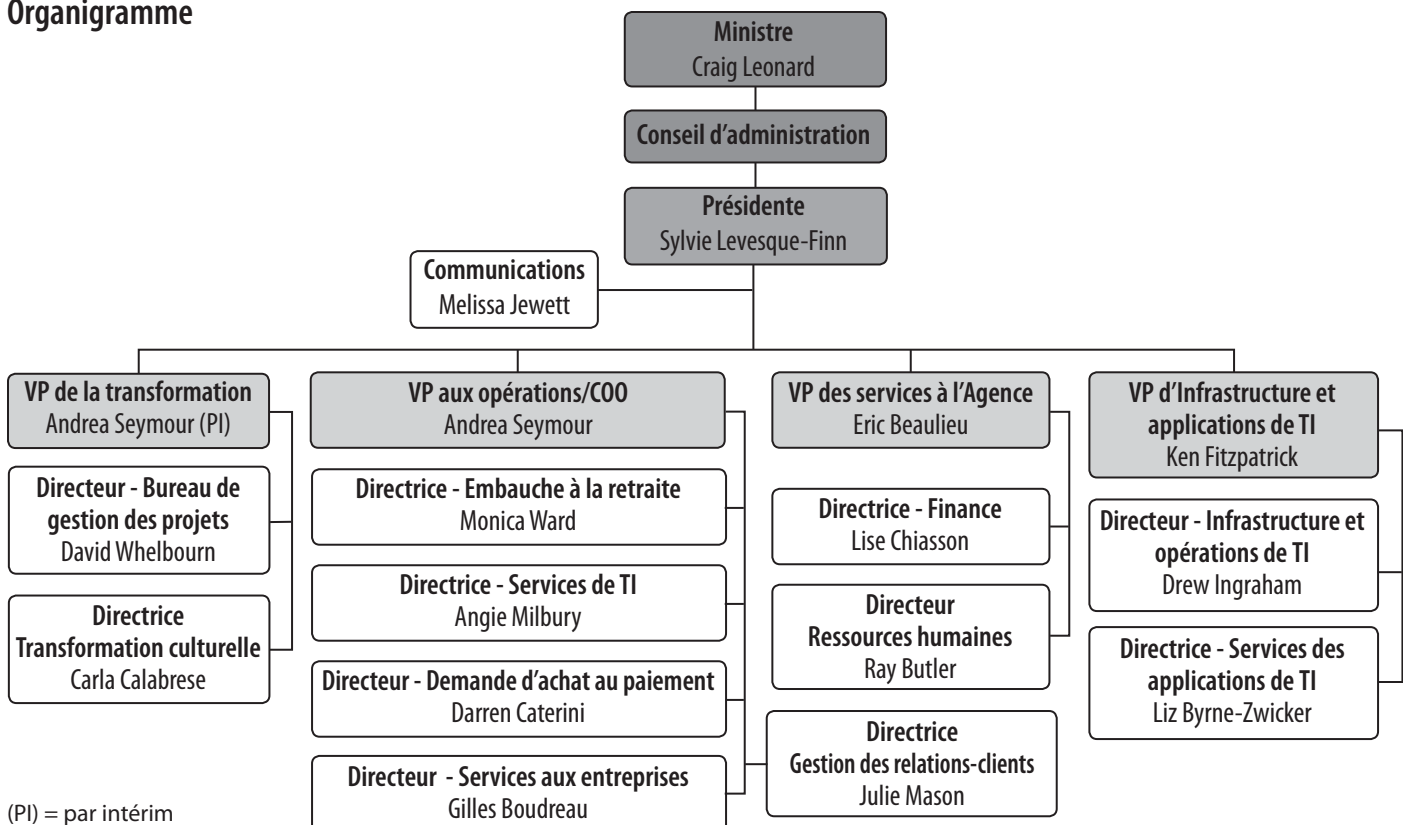 Organigramme
Ministre
Craig Leonard
Conseil d'administration
Présidente
Sylvie Levesque-Finn
Communications
Melissa Jewett
VP de la transformation
Andrea Seymour (PI)
Directeur - Bureau de
gestion des projets
David Whelbourn
Directrice
Transformation culturelle
Carla Calabrese
VP aux opérations/COO
Andrea Seymour
Directrice - Embauche à la retraite
Monica Ward
Directrice - Services de TI
Angie Milbury
Directeur - Demande d'achat au paiement
Darren Caterini
Directeur - Services aux entreprises
Gilles Boudreau
VP des services à l'Agence
Eric Beaulieu
Directrice - Finance
Lise Chiasson
Directeur
Ressources humaines
Ray Butler
Directrice
Gestion des relations-clients
Julie Mason
VP d'Infrastructure et
applications de TI
Ken Fitzpatrick
Directeur - Infrastructure et
opérations de TI
Drew Ingraham
Directrice - Services des
applications de TI
Liz Byrne-Zwicker
(PI) = par intérim